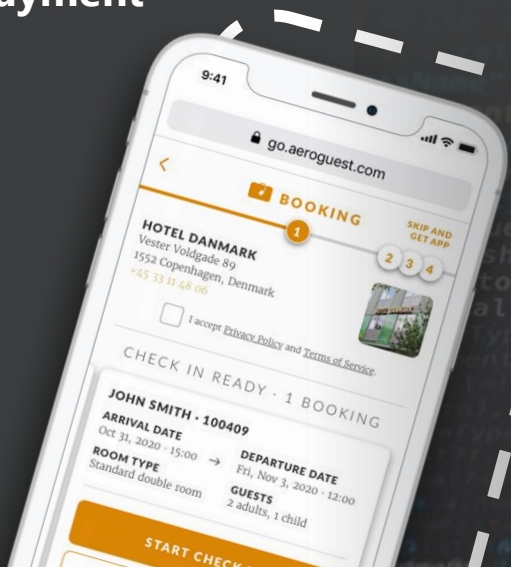 9:41
go.aeroguest.com
BOOKING
SKIP AND
GET APP
1
2 3 4
HOTEL DANMARK
Vester Voldgade 89
1552 Copenhagen, Denmark
+45 33 11 48 06
I accept Privacy Policy and Terms of Service.
CHECK IN READY · 1 BOOKING
JOHN SMITH · 100409
ARRIVAL DATE
Oct 31, 2020 · 15:00 →
DEPARTURE DATE
Fri, Nov 3, 2020 · 12:00
ROOM TYPE
Standard double room
GUESTS
2 adults, 1 child
START CHECK